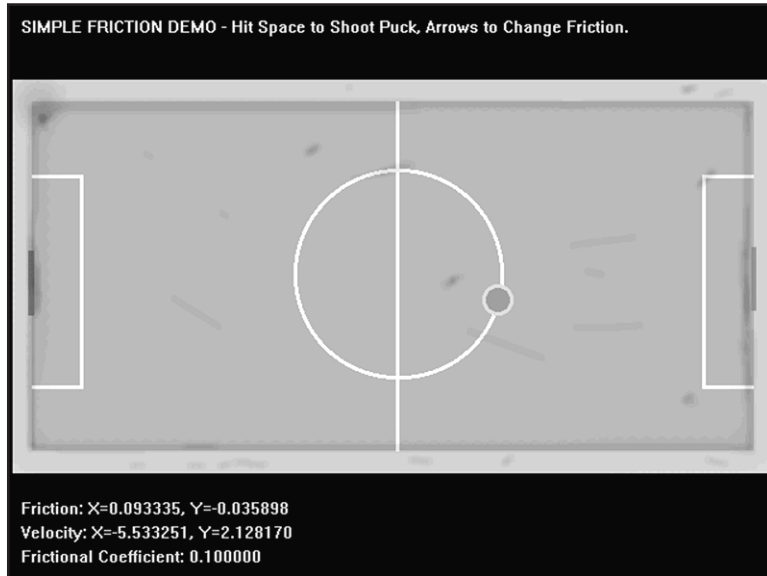 SIMPLE FRICTION DEMO - Hit Space to Shoot Puck, Arrows to Change Friction.
Friction: X=0.093335, Y=-0.035898
Velocity: X=-5.533251, Y=2.128170
Frictional Coefficient: 0.100000